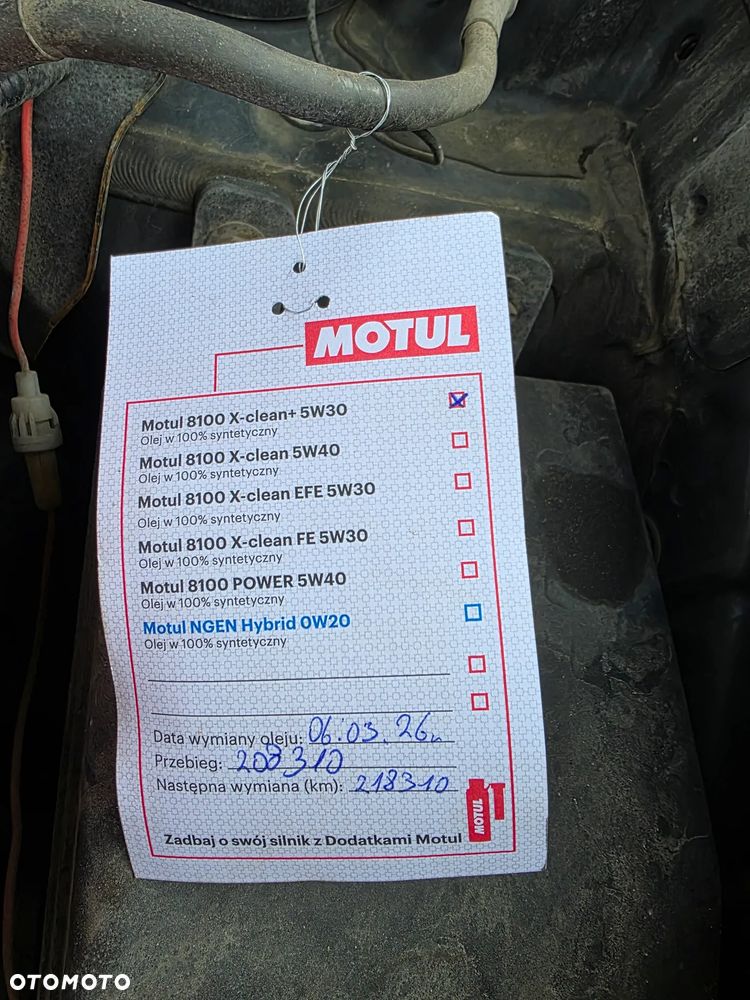 MOTUL
Motul 8100 X-clean+ 5W30
Olej w 100% syntetyczny
Motul 8100 X-clean 5W40
Olej w 100% syntetyczny
Motul 8100 X-clean EFE 5W30
Olej w 100% syntetyczny
Motul 8100 X-clean FE 5W30
Olej w 100% syntetyczny
Motul 8100 POWER 5W40
Olej w 100% syntetyczny
Motul NGEN Hybrid 0W20
Olej w 100% syntetyczny
Data wymiany oleju: 06.03.26r.
Przebieg: 208310
Następna wymiana (km): 218310
MOTUL
Zadbaj o swój silnik z Dodatkami Motul
OTOMOTO